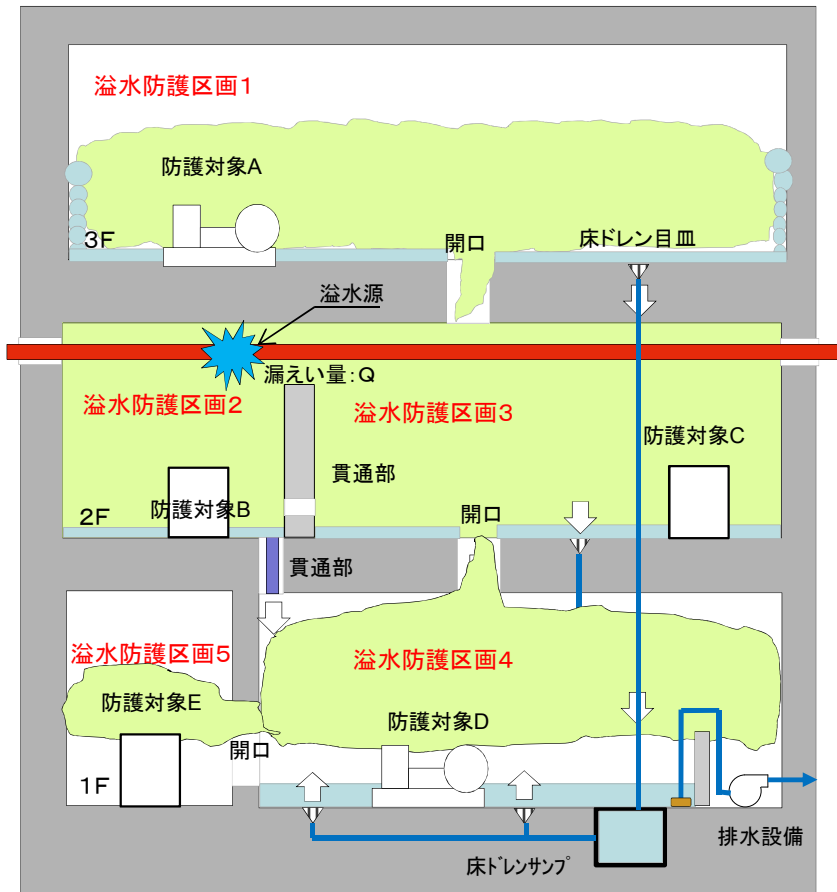 溢水防護区画1
防護対象A
3F
開口
床ドレン目皿
溢水源
漏えい量:Q
溢水防護区画2
溢水防護区画3
防護対象C
貫通部
防護対象B
開口
2F
貫通部
溢水防護区画5
溢水防護区画4
防護対象E
防護対象D
開口
1F
排水設備
床ドレンサンプ